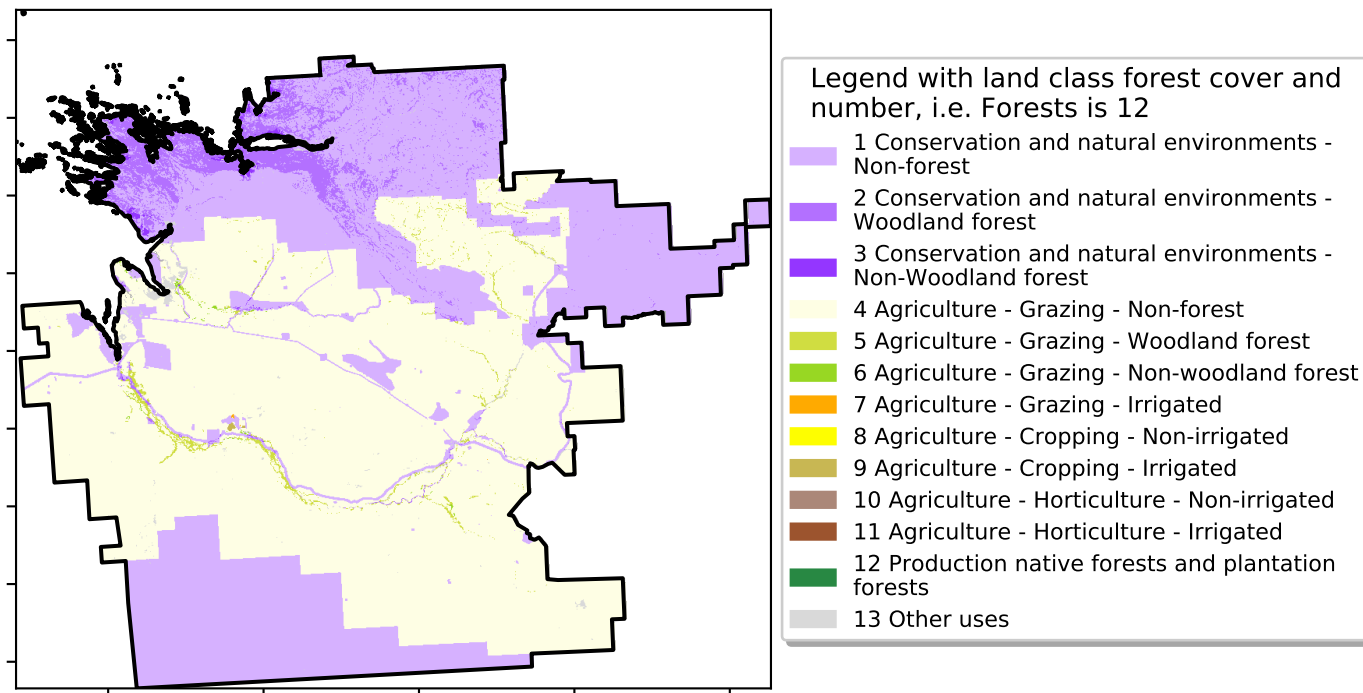 Legend with land class forest cover and
number, i.e. Forests is 12
1 Conservation and natural environments -
Non-forest
2 Conservation and natural environments -
Woodland forest
3 Conservation and natural environments -
Non-Woodland forest
4 Agriculture - Grazing - Non-forest
5 Agriculture - Grazing - Woodland forest
6 Agriculture - Grazing - Non-woodland forest
7 Agriculture - Grazing - Irrigated
8 Agriculture - Cropping - Non-irrigated
9 Agriculture - Cropping - Irrigated
10 Agriculture - Horticulture - Non-irrigated
11 Agriculture - Horticulture - Irrigated
12 Production native forests and plantation
forests
13 Other uses